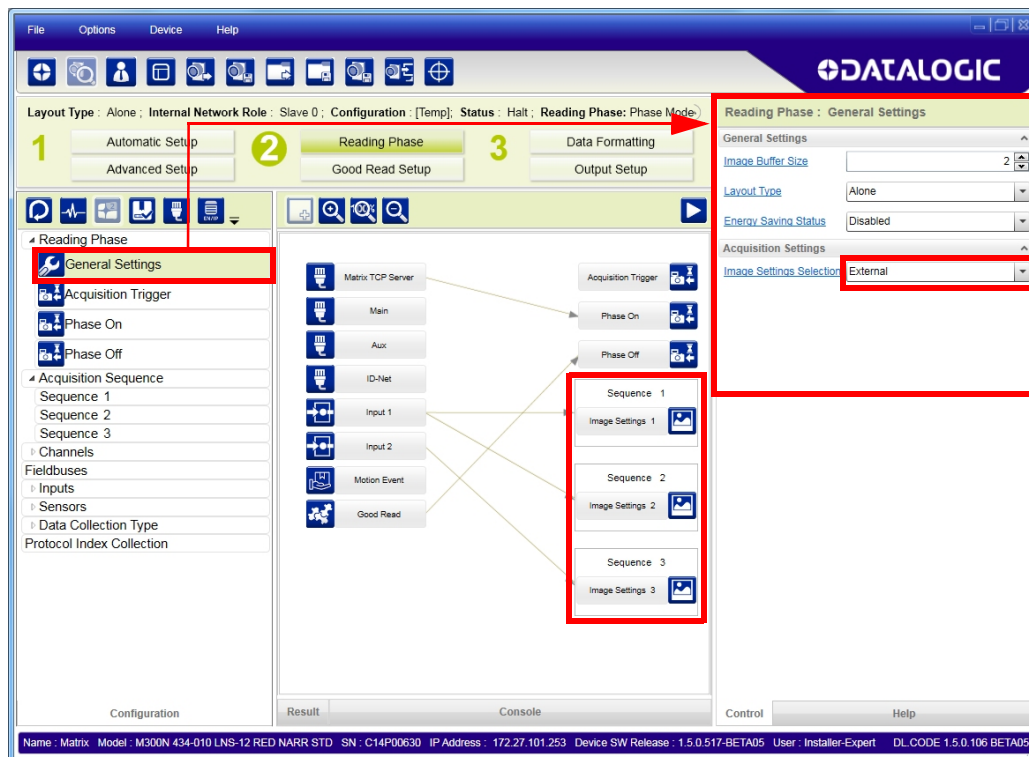 File Options Device Help
DATALOGIC
Layout Type : Alone ; Internal Network Role : Slave 0 ; Configuration : [Temp]; Status : Halt ; Reading Phase: Phase Mode
1 Automatic Setup 2 Reading Phase 3 Data Formatting
Advanced Setup Good Read Setup Output Setup
EN/IP
100%
Reading Phase
General Settings
Acquisition Trigger
Phase On
Phase Off
Acquisition Sequence
Sequence 1
Sequence 2
Sequence 3
Channels
Fieldbuses
Inputs
Sensors
Data Collection Type
Protocol Index Collection
Configuration
Matrix TCP Server
Main
Aux
ID-Net
Input 1
Input 2
Motion Event
Good Read
Acquisition Trigger
Phase On
Phase Off
Sequence 1
Image Settings 1
Sequence 2
Image Settings 2
Sequence 3
Image Settings 3
Result Console
Reading Phase : General Settings
General Settings
Image Buffer Size 2
Layout Type Alone
Energy Saving Status Disabled
Acquisition Settings
Image Settings Selection External
Control Help
Name : Matrix Model : M300N 434-010 LNS-12 RED NARR STD SN : C14P00630 IP Address : 172.27.101.253 Device SW Release : 1.5.0.517-BETA05 User : Installer-Expert DL.CODE 1.5.0.106 BETA05